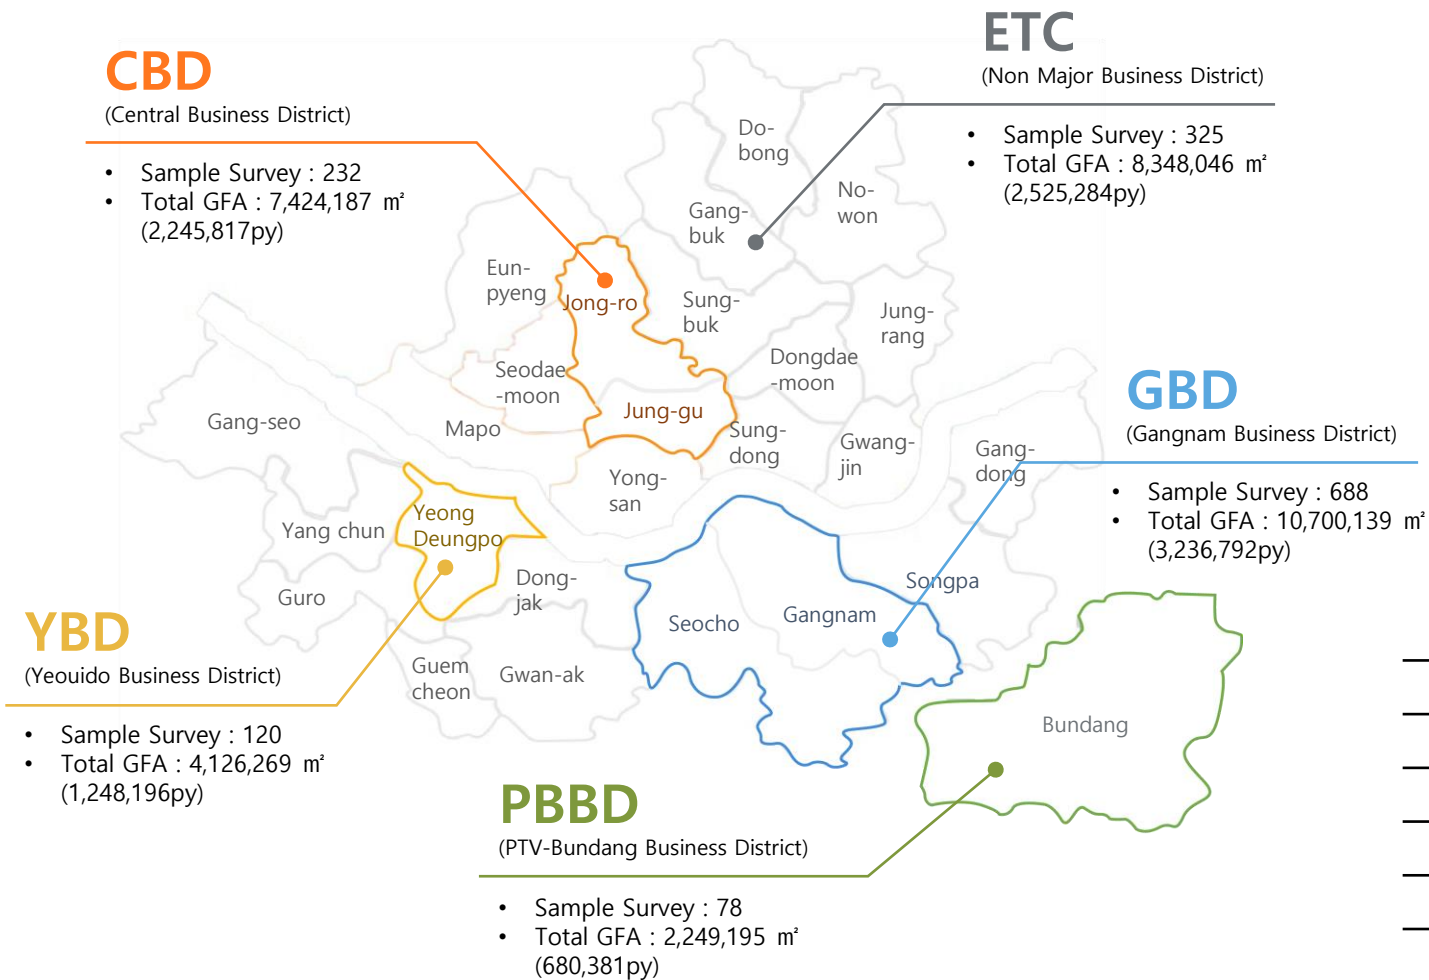 ETC
(Non Major Business District)
• Sample Survey : 325
• Total GFA : 8,348,046 ㎡
(2,525,284py)
CBD
(Central Business District)
• Sample Survey : 232
• Total GFA : 7,424,187 ㎡
(2,245,817py)
Do-
bong
No-
won
Gang-
buk
Eun-
pyeng
Jong-ro
Sung-
buk
Jung-
rang
Dongdae
-moon
Seodae
-moon
Jung-gu
Gang-seo
Mapo
Sung-
dong
Gwang-
jin
Gang-
dong
Yong-
san
GBD
(Gangnam Business District)
• Sample Survey : 688
• Total GFA : 10,700,139 ㎡
(3,236,792py)
Yang chun
Yeong
Deungpo
Guro
Dong-
jak
Songpa
Seocho
Gangnam
Guem
cheon
Gwan-ak
YBD
(Yeouido Business District)
• Sample Survey : 120
• Total GFA : 4,126,269 ㎡
(1,248,196py)
Bundang
PBBD
(PTV-Bundang Business District)
• Sample Survey : 78
• Total GFA : 2,249,195 ㎡
(680,381py)